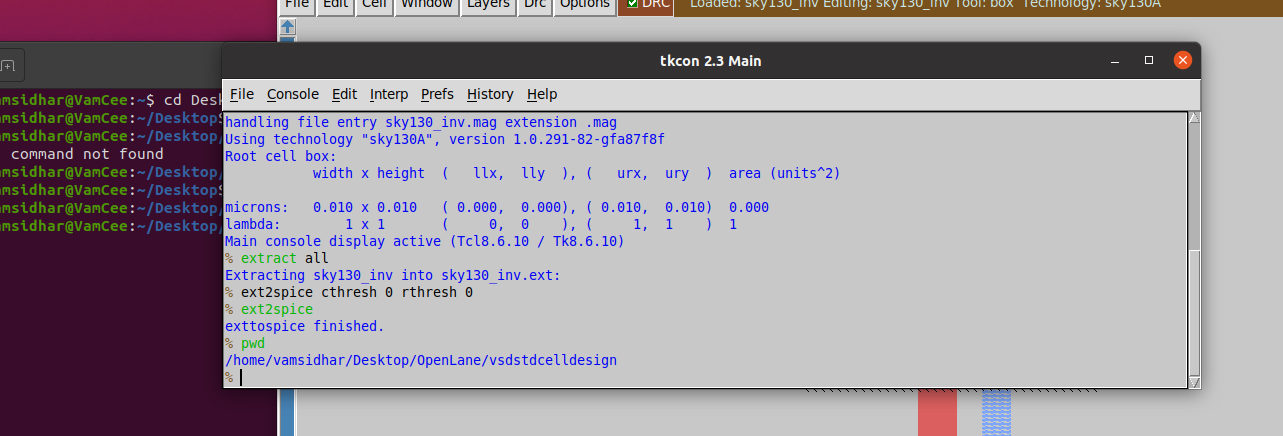 File Edit Cell Window Layers Drc Options DRC Loaded: sky130_inv Editing: sky130_inv Tool: box Technology: sky130A
tkcon 2.3 Main
File Console Edit Interp Prefs History Help
amsidhar@VamCee:~$ cd Desk
amsidhar@VamCee:~/Desktop$
amsidhar@VamCee:~/Desktop/
command not found
amsidhar@VamCee:~/Desktop/
amsidhar@VamCee:~/Desktop$
amsidhar@VamCee:~/Desktop/
amsidhar@VamCee:~/Desktop/
handling file entry sky130_inv.mag extension .mag
Using technology "sky130A", version 1.0.291-82-gfa87f8f
Root cell box:
width x height ( llx, lly ), ( urx, ury ) area (units^2)
microns: 0.010 x 0.010 ( 0.000, 0.000), ( 0.010, 0.010) 0.000
lambda: 1 x 1 ( 0, 0 ), ( 1, 1 ) 1
Main console display active (Tcl8.6.10 / Tk8.6.10)
% extract all
Extracting sky130_inv into sky130_inv.ext:
% ext2spice cthresh 0 rthresh 0
% ext2spice
exttospice finished.
% pwd
/home/vamsidhar/Desktop/OpenLane/vsdstdcelldesign
%